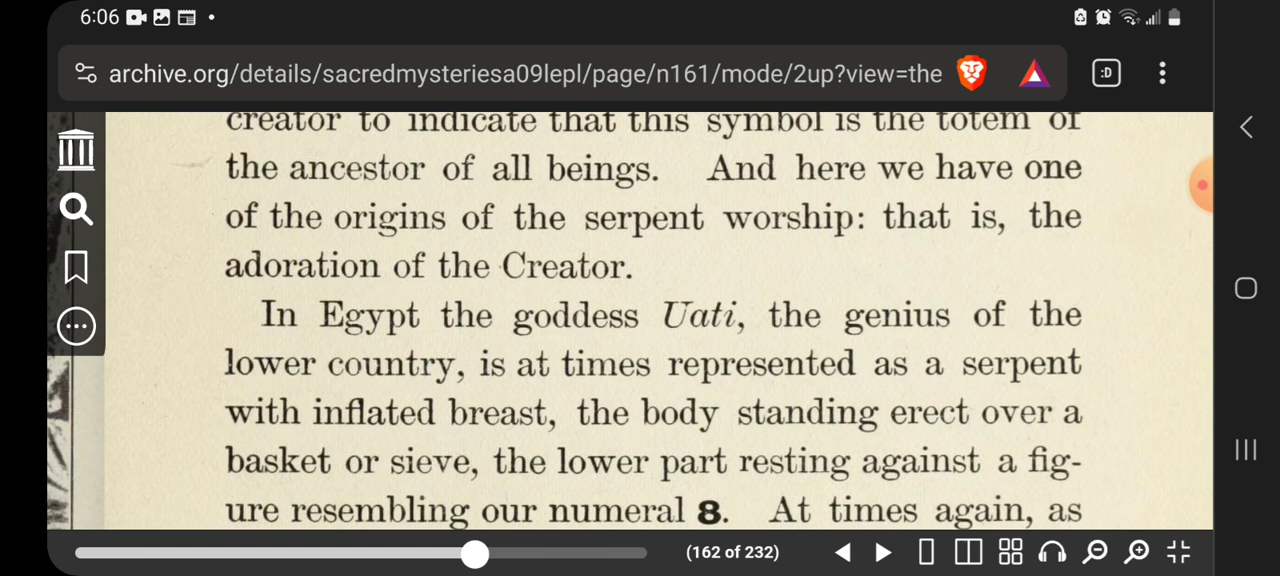 6:06
archive.org/details/sacredmysteriesa09lepl/page/n161/mode/2up?view=the
:D
creator to indicate that this symbol is the totem of
the ancestor of all beings. And here we have one
of the origins of the serpent worship: that is, the
adoration of the Creator.
In Egypt the goddess Uati, the genius of the
lower country, is at times represented as a serpent
with inflated breast, the body standing erect over a
basket or sieve, the lower part resting against a fig-
ure resembling our numeral 8. At times again, as
(162 of 232)